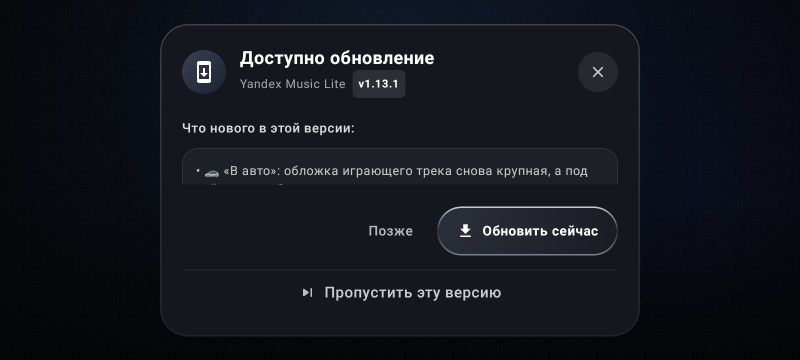 Доступно обновление
Yandex Music Lite v1.13.1
Что нового в этой версии:
• 🚗 «В авто»: обложка играющего трека снова крупная, а под
Позже
Обновить сейчас
Пропустить эту версию